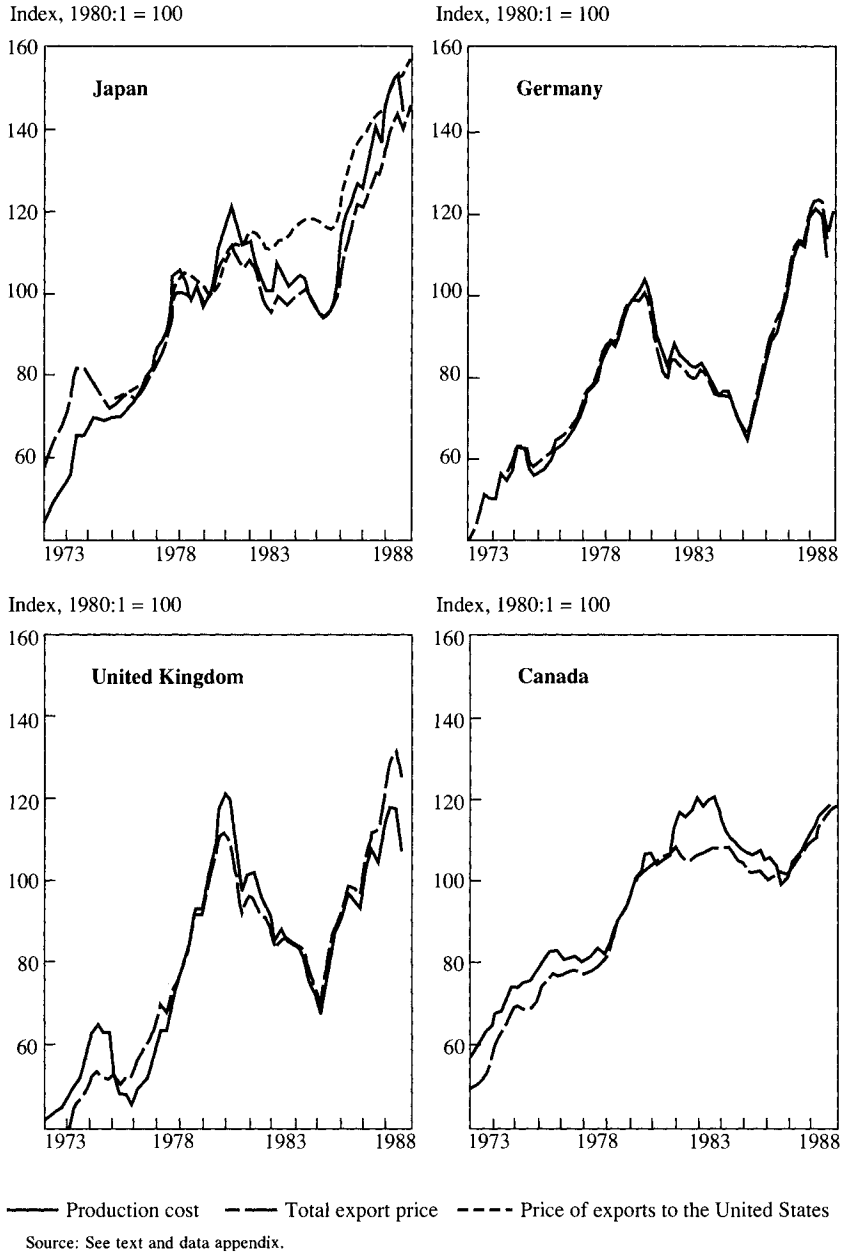 Index, 1980:1 = 100
Index, 1980:1 = 100
Japan
160
140
120
100
80
60
1973 1978 1983 1988
Germany
160
140
120
100
80
60
1973 1978 1983 1988
Index, 1980:1 = 100
Index, 1980:1 = 100
United Kingdom
160
140
120
100
80
60
1973 1978 1983 1988
Canada
160
140
120
100
80
60
1973 1978 1983 1988
Production cost Total export price Price of exports to the United States
Source: See text and data appendix.